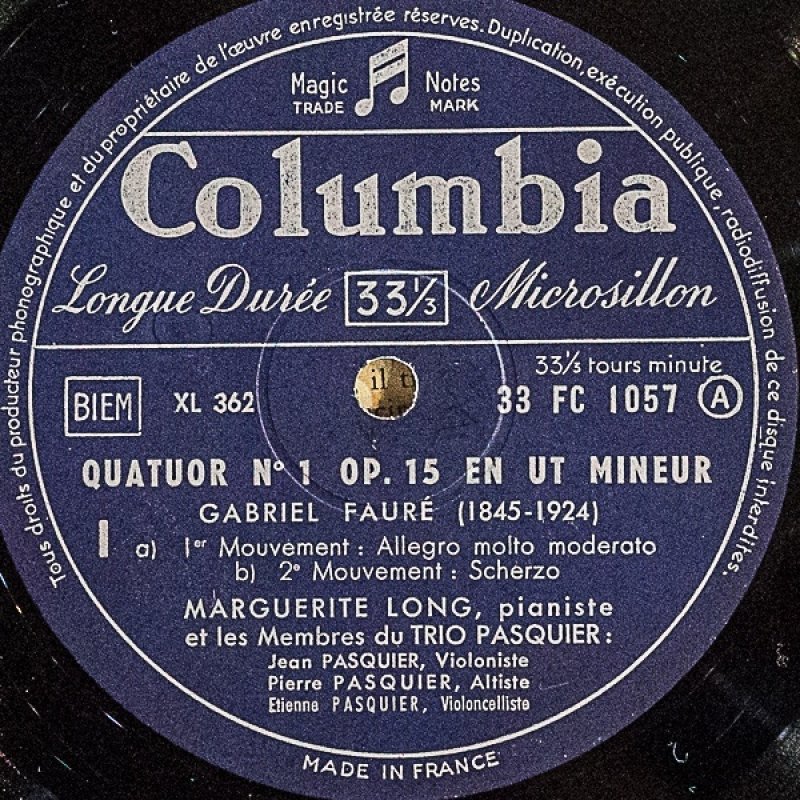 Tous droits du producteur phonographique et du propriétaire de l'œuvre enregistrée réservés. Duplication, exécution publique, radiodiffusion de ce disque interdites.
Magic Notes
TRADE MARK
Columbia
Longue Durée 33⅓ Microsillon
33⅓ tours minute
BIEM XL 362 33 FC 1057 A
QUATUOR N° 1 OP. 15 EN UT MINEUR
GABRIEL FAURÉ (1845-1924)
I a) 1er Mouvement : Allegro molto moderato
b) 2e Mouvement : Scherzo
MARGUERITE LONG, pianiste
et les Membres du TRIO PASQUIER :
Jean PASQUIER, Violoniste
Pierre PASQUIER, Altiste
Etienne PASQUIER, Violoncelliste
MADE IN FRANCE